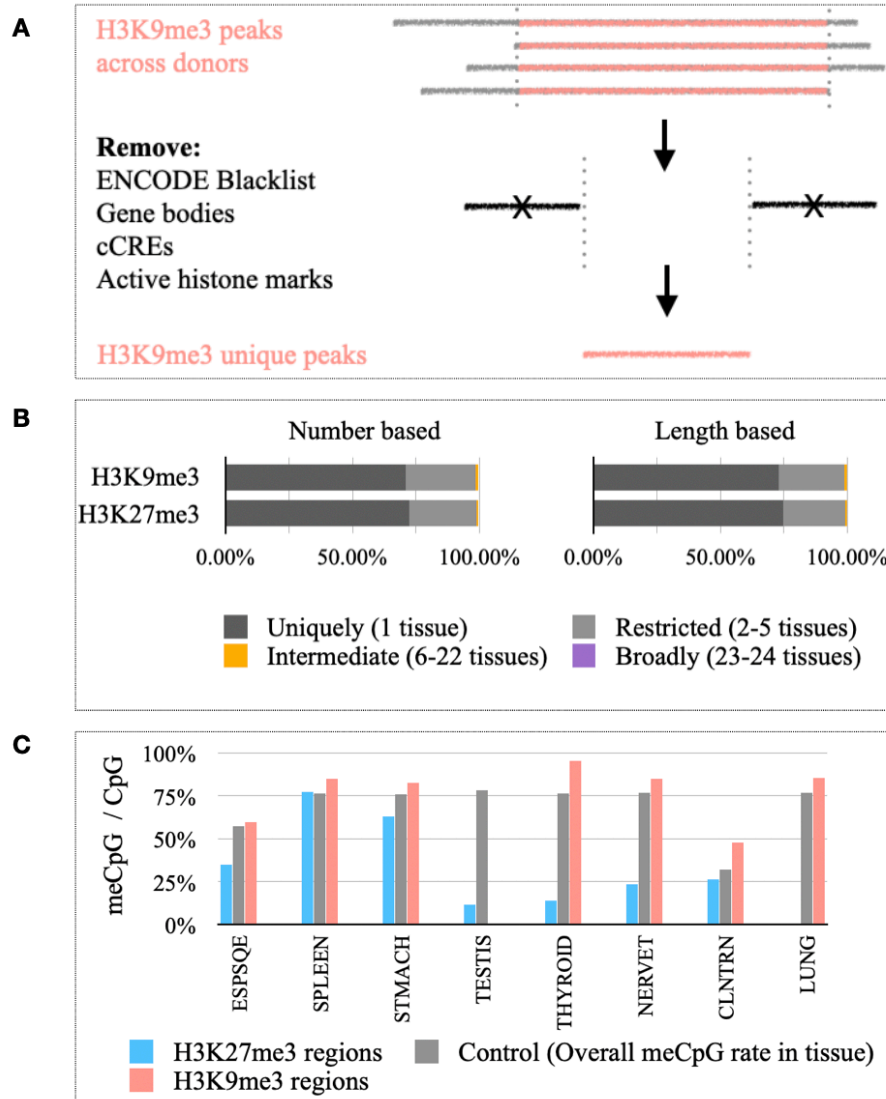 A
H3K9me3 peaks
across donors
Remove:
ENCODE Blacklist
Gene bodies
cCREs
Active histone marks
X X
H3K9me3 unique peaks
B
Number based Length based
H3K9me3
H3K27me3
0.00% 50.00% 100.00% 0.00% 50.00% 100.00%
Uniquely (1 tissue) Restricted (2-5 tissues)
Intermediate (6-22 tissues) Broadly (23-24 tissues)
C
meCpG / CpG
100%
75%
50%
25%
0%
ESPSQE SPLEEN STMACH TESTIS THYROID NERVET CLNTRN LUNG
H3K27me3 regions Control (Overall meCpG rate in tissue)
H3K9me3 regions